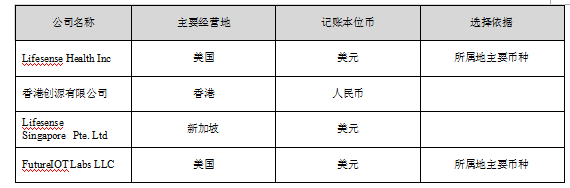 公司名称 主要经营地 记账本位币 选择依据
Lifesense Health Inc 美国 美元 所属地主要币种
香港创源有限公司 香港 人民币
Lifesense
Singapore Pte. Ltd 新加坡 美元
FutureIOT Labs LLC 美国 美元 所属地主要币种